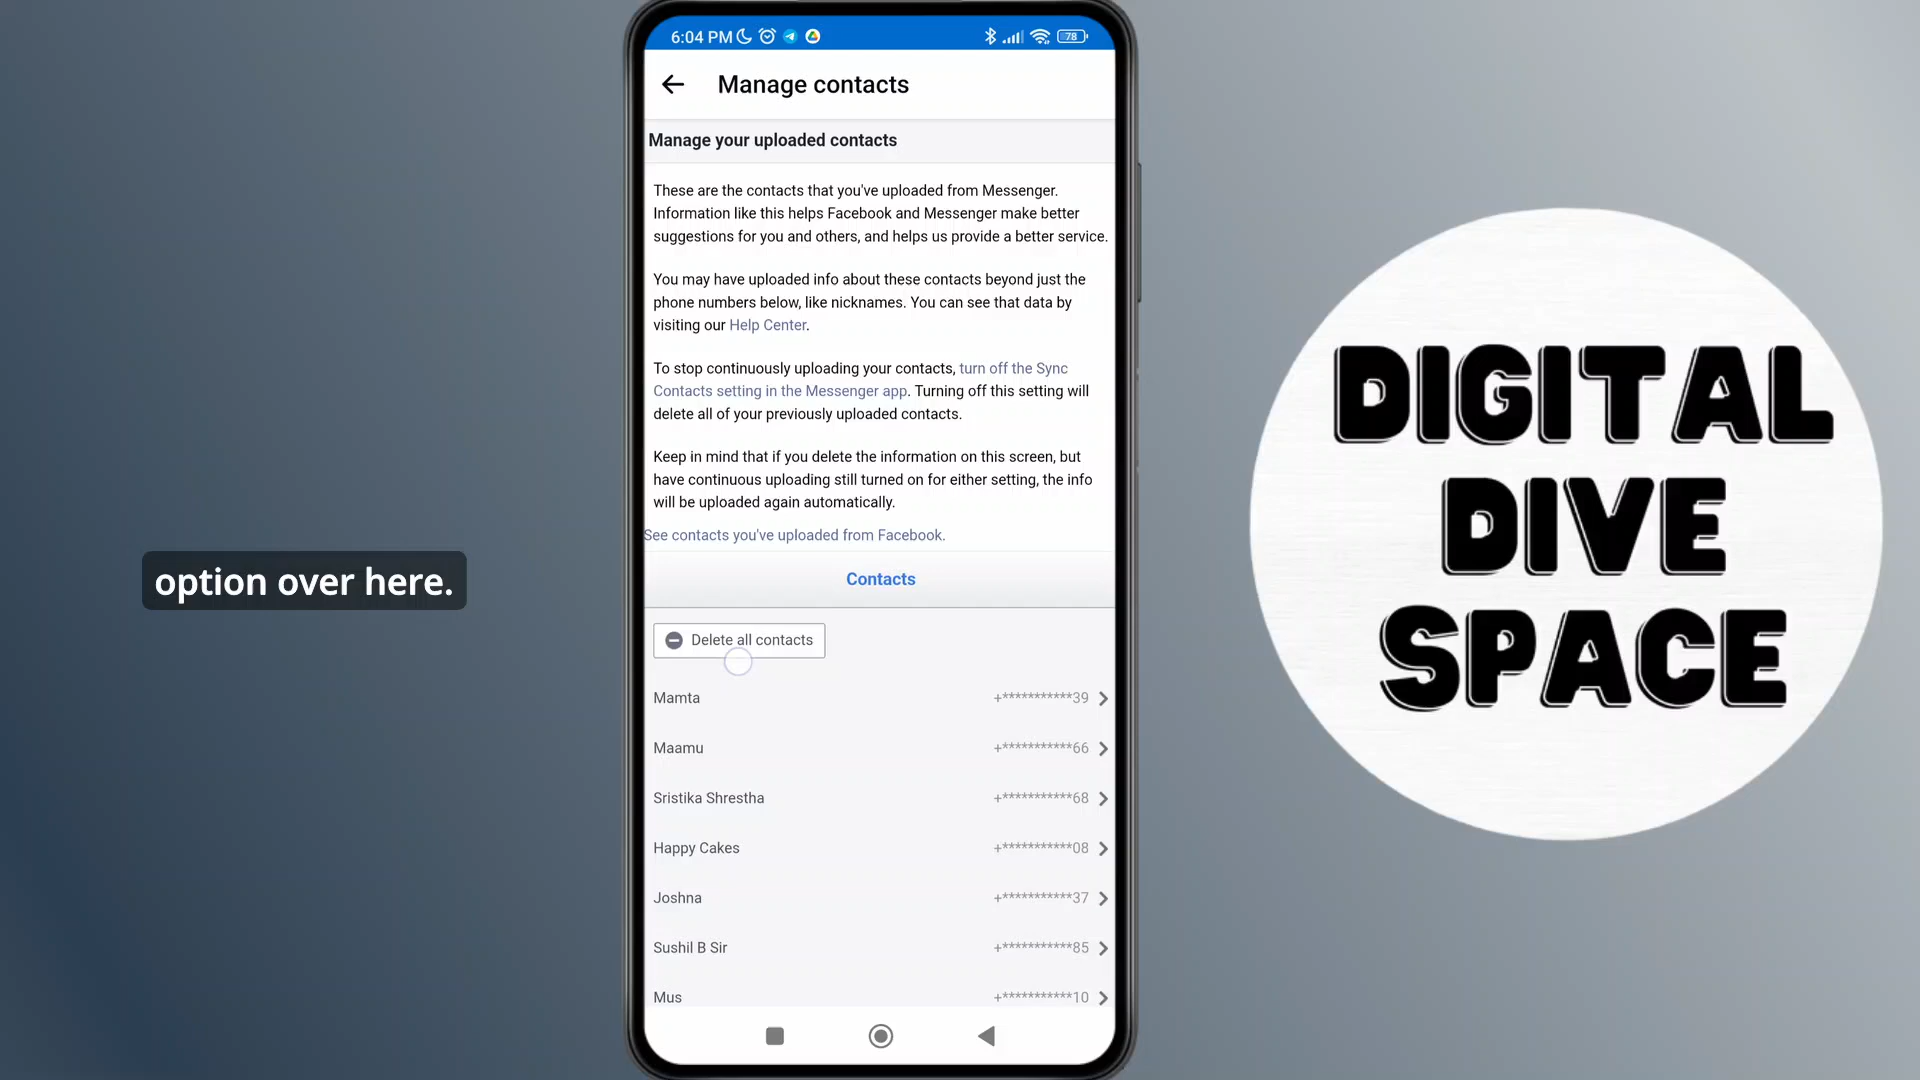 6:04 PM
78
Manage contacts
Manage your uploaded contacts
These are the contacts that you've uploaded from Messenger.
Information like this helps Facebook and Messenger make better
suggestions for you and others, and helps us provide a better service.
You may have uploaded info about these contacts beyond just the
phone numbers below, like nicknames. You can see that data by
visiting our Help Center.
To stop continuously uploading your contacts, turn off the Sync
Contacts setting in the Messenger app. Turning off this setting will
delete all of your previously uploaded contacts.
Keep in mind that if you delete the information on this screen, but
have continuous uploading still turned on for either setting, the info
will be uploaded again automatically.
See contacts you've uploaded from Facebook.
Contacts
Delete all contacts
Mamta +***********39
Maamu +***********66
Sristika Shrestha +***********68
Happy Cakes +***********08
Joshna +***********37
Sushil B Sir +***********85
Mus +***********10
option over here.
DIGITAL
DIVE
SPACE